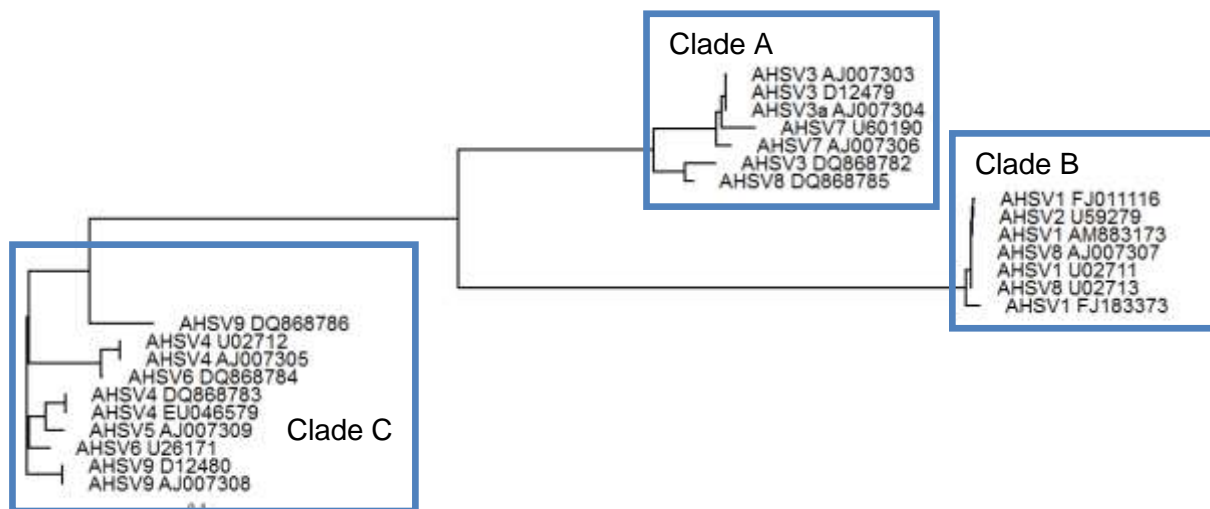 Clade A
AHSV3 AJ007303
AHSV3 D12479
AHSV3a AJ007304
AHSV7 U60190
AHSV7 AJ007306
AHSV3 DQ868782
AHSV8 DQ868785
Clade B
AHSV1 FJ011116
AHSV2 U59279
AHSV1 AM883173
AHSV8 AJ007307
AHSV1 U02711
AHSV8 U02713
AHSV1 FJ183373
AHSV9 DQ868786
AHSV4 U02712
AHSV4 AJ007305
AHSV6 DQ868784
AHSV4 DQ868783
AHSV4 EU046579
AHSV5 AJ007309
AHSV6 U26171
AHSV9 D12480
AHSV9 AJ007308
Clade C